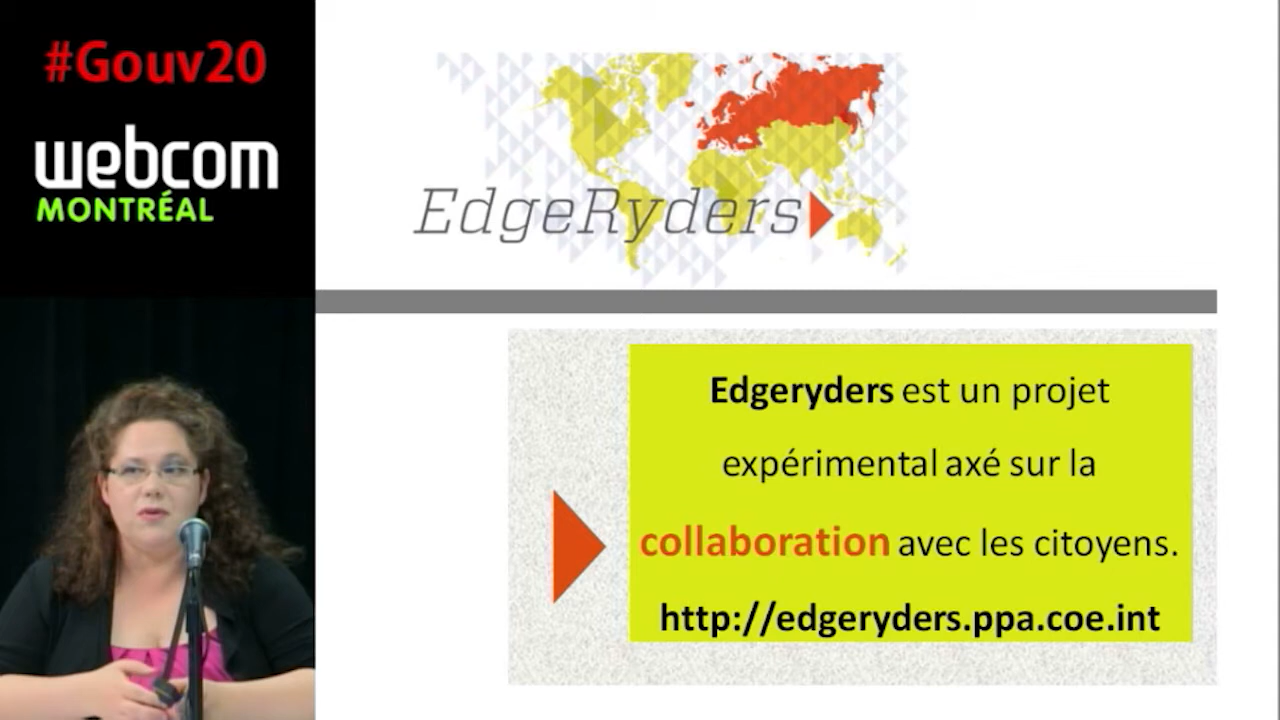 #Gouv20
webcom
MONTRÉAL
EdgeRyders
Edgeryders est un projet
expérimental axé sur la
collaboration avec les citoyens.
http://edgeryders.ppa.coe.int